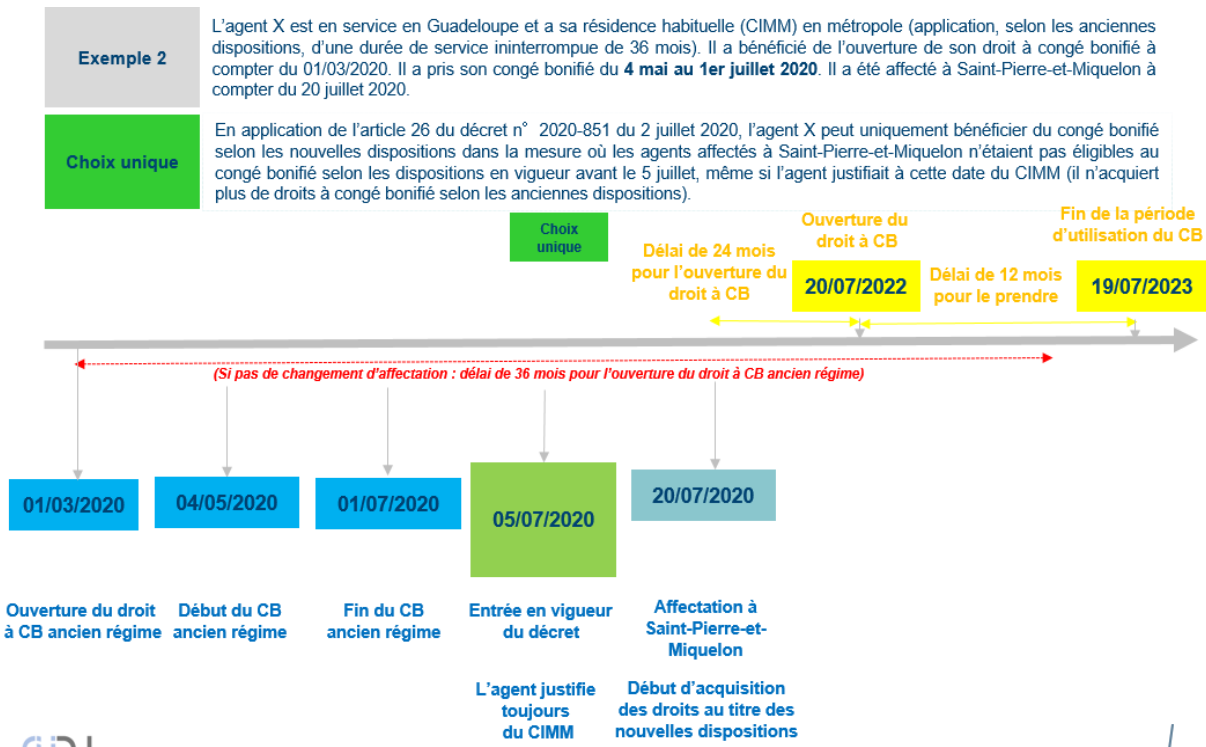 Exemple 2
L'agent X est en service en Guadeloupe et a sa résidence habituelle (CIMM) en métropole (application, selon les anciennes
dispositions, d'une durée de service ininterrompue de 36 mois). Il a bénéficié de l'ouverture de son droit à congé bonifié à
compter du 01/03/2020. Il a pris son congé bonifié du 4 mai au 1er juillet 2020. Il a été affecté à Saint-Pierre-et-Miquelon à
compter du 20 juillet 2020.
Choix unique
En application de l'article 26 du décret n° 2020-851 du 2 juillet 2020, l'agent X peut uniquement bénéficier du congé bonifié
selon les nouvelles dispositions dans la mesure où les agents affectés à Saint-Pierre-et-Miquelon n'étaient pas éligibles au
congé bonifié selon les dispositions en vigueur avant le 5 juillet, même si l'agent justifiait à cette date du CIMM (il n'acquiert
plus de droits à congé bonifié selon les anciennes dispositions).
Choix
unique
Délai de 24 mois
pour l'ouverture du
droit à CB
Ouverture du
droit à CB
20/07/2022
Délai de 12 mois
pour le prendre
Fin de la période
d'utilisation du CB
19/07/2023
(Si pas de changement d'affectation : délai de 36 mois pour l'ouverture du droit à CB ancien régime)
01/03/2020
Ouverture du droit
à CB ancien régime
04/05/2020
Début du CB
ancien régime
01/07/2020
Fin du CB
ancien régime
05/07/2020
Entrée en vigueur
du décret
L'agent justifie
toujours
du CIMM
20/07/2020
Affectation à
Saint-Pierre-et-
Miquelon
Début d'acquisition
des droits au titre des
nouvelles dispositions